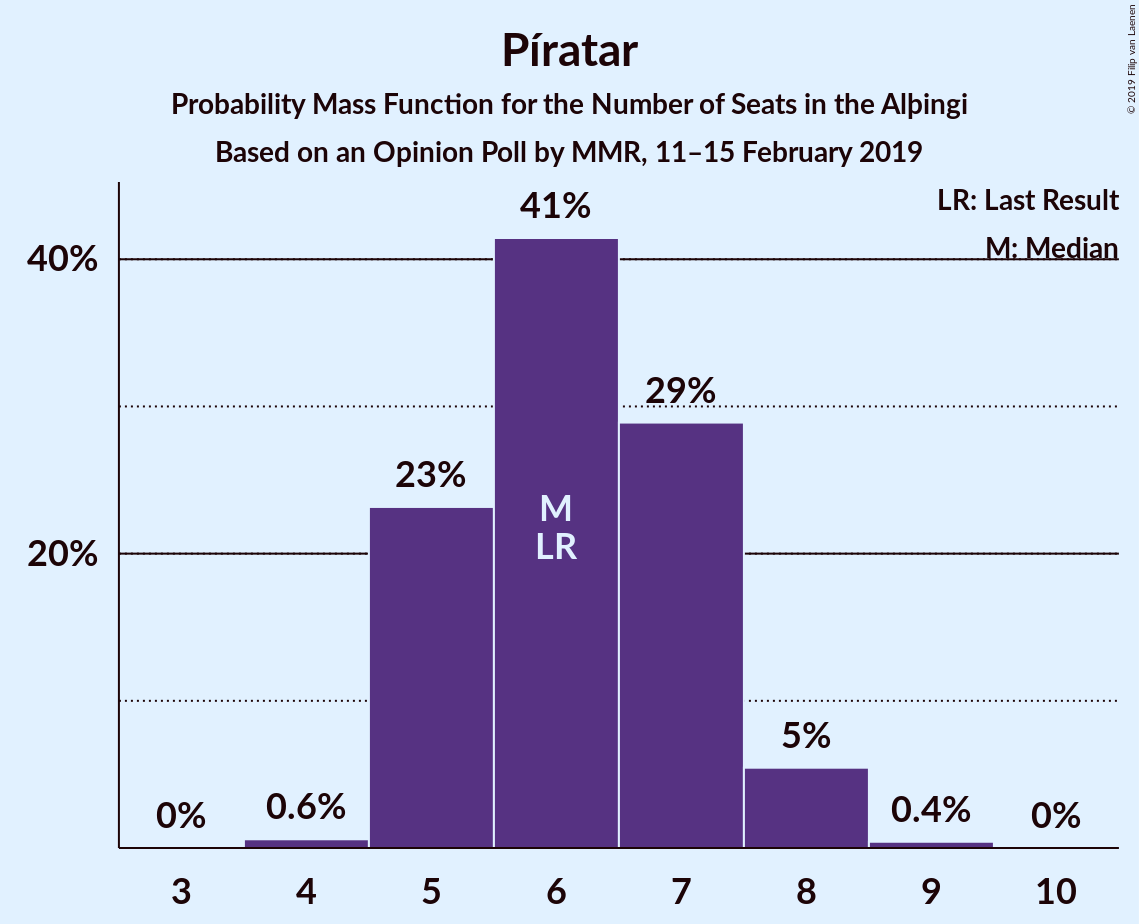 Píratar
Probability Mass Function for the Number of Seats in the Alþingi
Based on an Opinion Poll by MMR, 11–15 February 2019
© 2019 Filip van Laenen
LR: Last Result
M: Median
40%
20%
0%
0.6%
23%
41%
29%
5%
0.4%
0%
M
LR
3 4 5 6 7 8 9 10